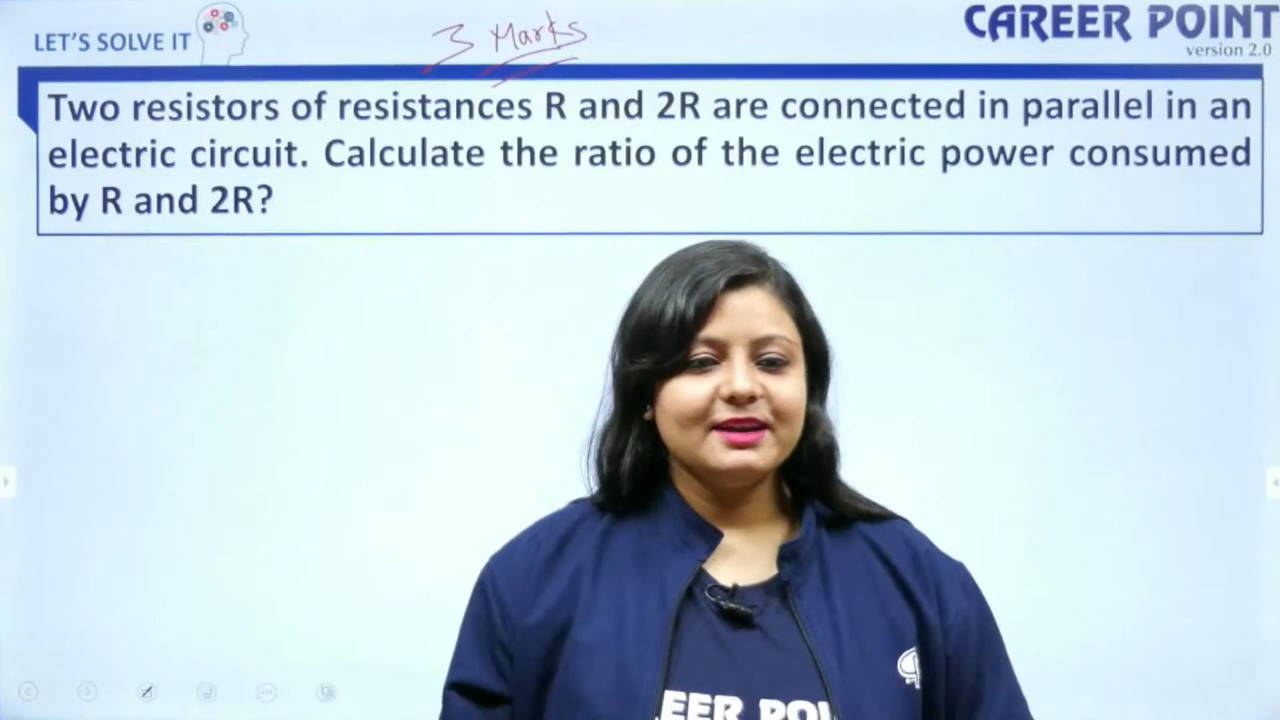 LET'S SOLVE IT
3 Marks
CAREER POINT
version 2.0
Two resistors of resistances R and 2R are connected in parallel in an
electric circuit. Calculate the ratio of the electric power consumed
by R and 2R?
EER POI